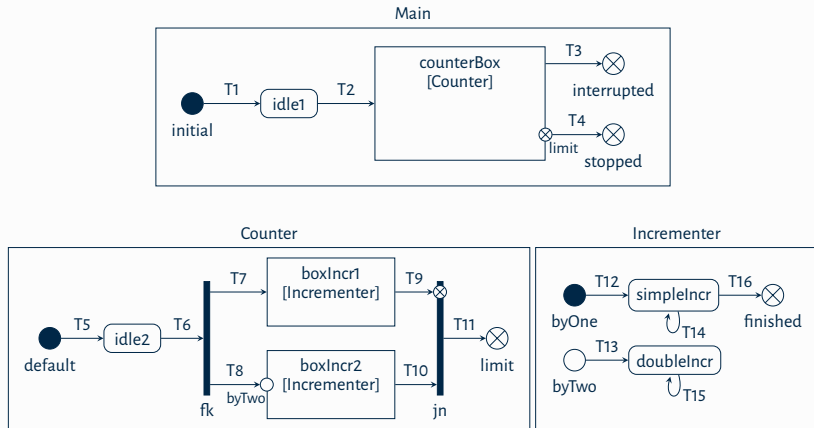 Main
counterBox
[Counter]
T1
T2
T3
idle1
initial
interrupted
T4
limit
stopped
Counter
Incrementer
boxIncr1
[Incrementer]
T7
T9
T5
T6
T11
idle2
default
limit
T8
boxIncr2
[Incrementer]
T10
byTwo
fk
jn
T12
simpleIncr
T16
byOne
T14
finished
T13
doubleIncr
byTwo
T15